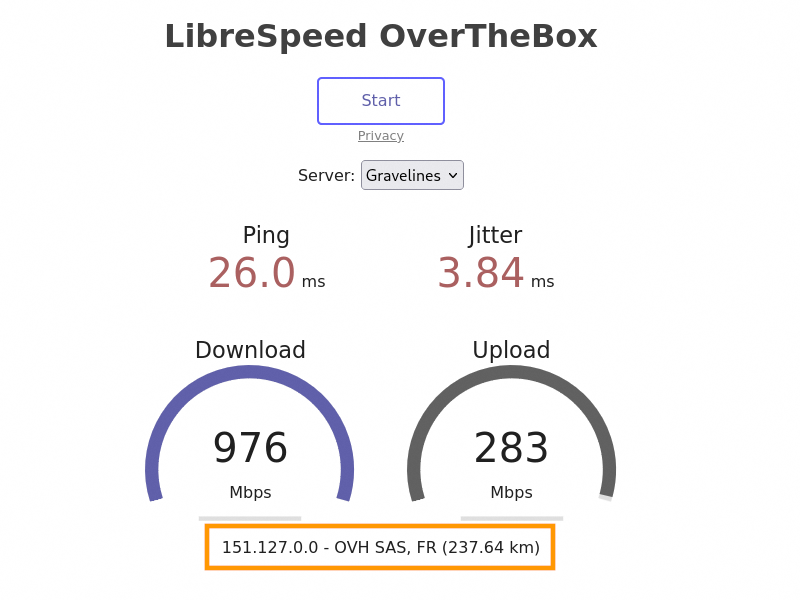 LibreSpeed OverTheBox
Start
Privacy
Server: Gravelines
Ping
26.0 ms
Jitter
3.84 ms
Download
976
Mbps
Upload
283
Mbps
151.127.0.0 - OVH SAS, FR (237.64 km)